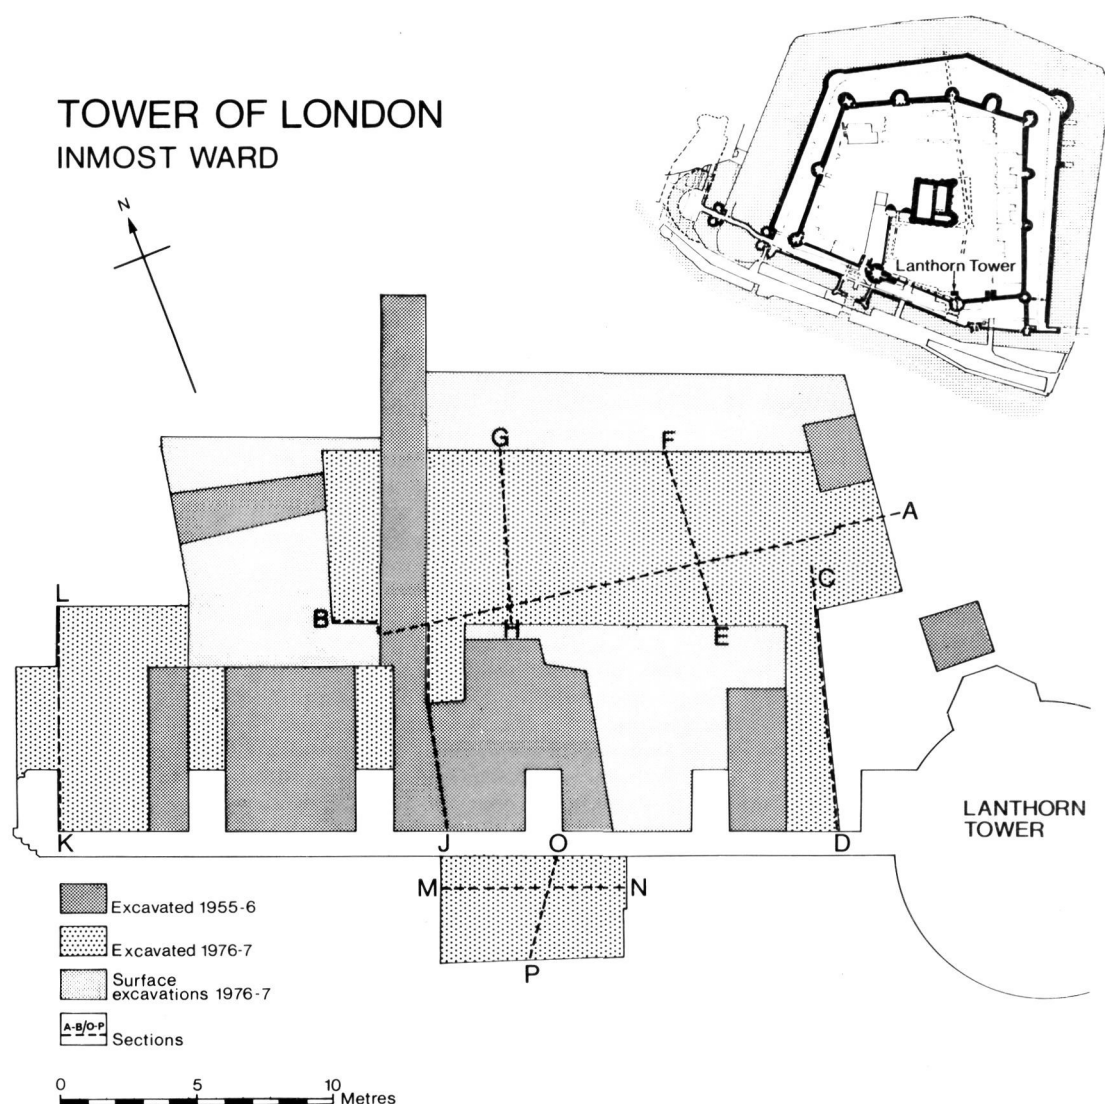 TOWER OF LONDON
INMOST WARD
N
Lanthorn Tower
G
F
A
C
L
B
H
E
K
J
O
D
LANTHORN
TOWER
M
N
P
Excavated 1955-6
Excavated 1976-7
Surface
excavations 1976-7
A-B/O-P
Sections
0 5 10
Metres